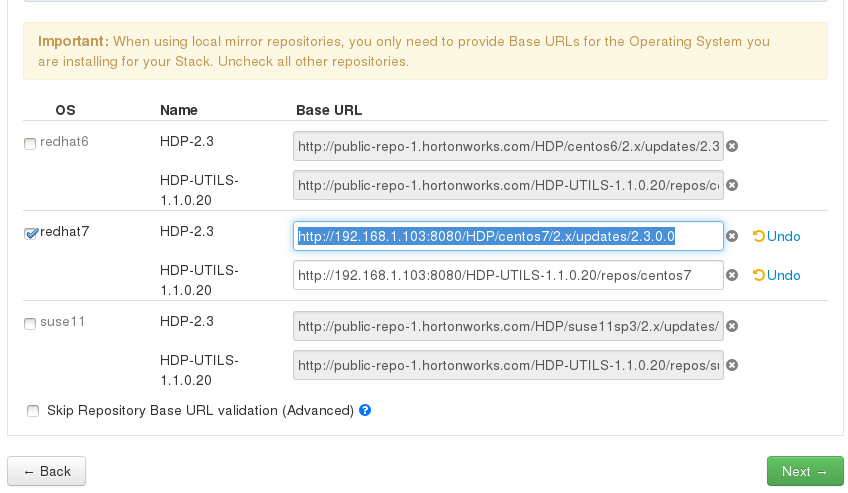 Important: When using local mirror repositories, you only need to provide Base URLs for the Operating System you
are installing for your Stack. Uncheck all other repositories.
OS Name Base URL
redhat6 HDP-2.3 http://public-repo-1.hortonworks.com/HDP/centos6/2.x/updates/2.3
HDP-UTILS-
1.1.0.20 http://public-repo-1.hortonworks.com/HDP-UTILS-1.1.0.20/repos/ce
redhat7 HDP-2.3 http://192.168.1.103:8080/HDP/centos7/2.x/updates/2.3.0.0 Undo
HDP-UTILS-
1.1.0.20 http://192.168.1.103:8080/HDP-UTILS-1.1.0.20/repos/centos7 Undo
suse11 HDP-2.3 http://public-repo-1.hortonworks.com/HDP/suse11sp3/2.x/updates/
HDP-UTILS-
1.1.0.20 http://public-repo-1.hortonworks.com/HDP-UTILS-1.1.0.20/repos/su
Skip Repository Base URL validation (Advanced) ?
← Back Next →